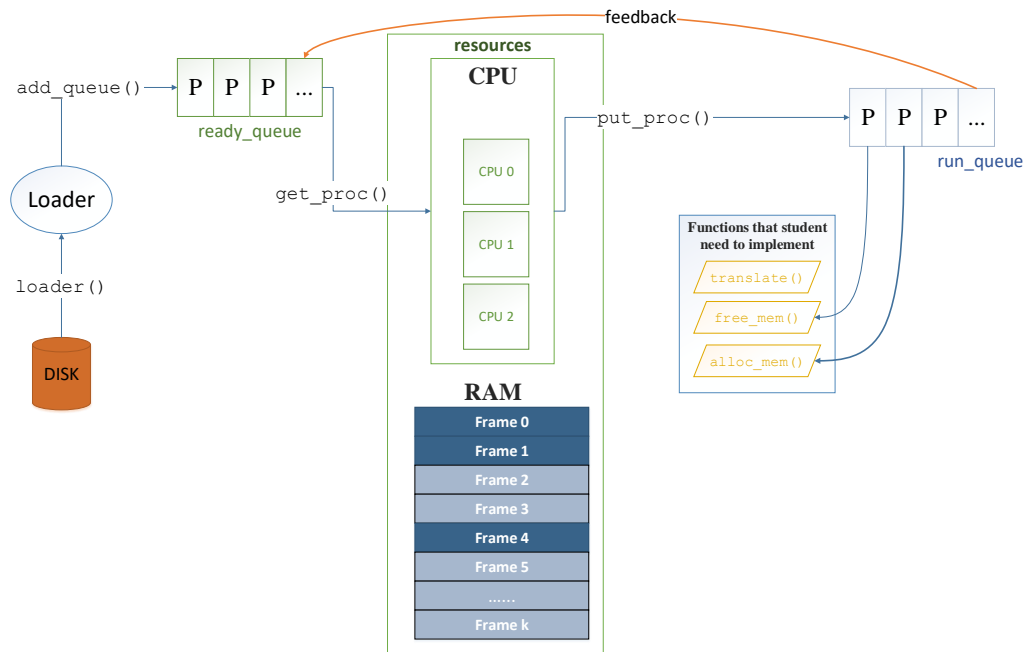 feedback
resources
CPU
add_queue()
P P P ...
ready_queue
put_proc()
P P P ...
run_queue
CPU 0
get_proc()
Loader
CPU 1
Functions that student
need to implement
translate()
loader()
free_mem()
CPU 2
alloc_mem()
DISK
RAM
Frame 0
Frame 1
Frame 2
Frame 3
Frame 4
Frame 5
......
Frame k